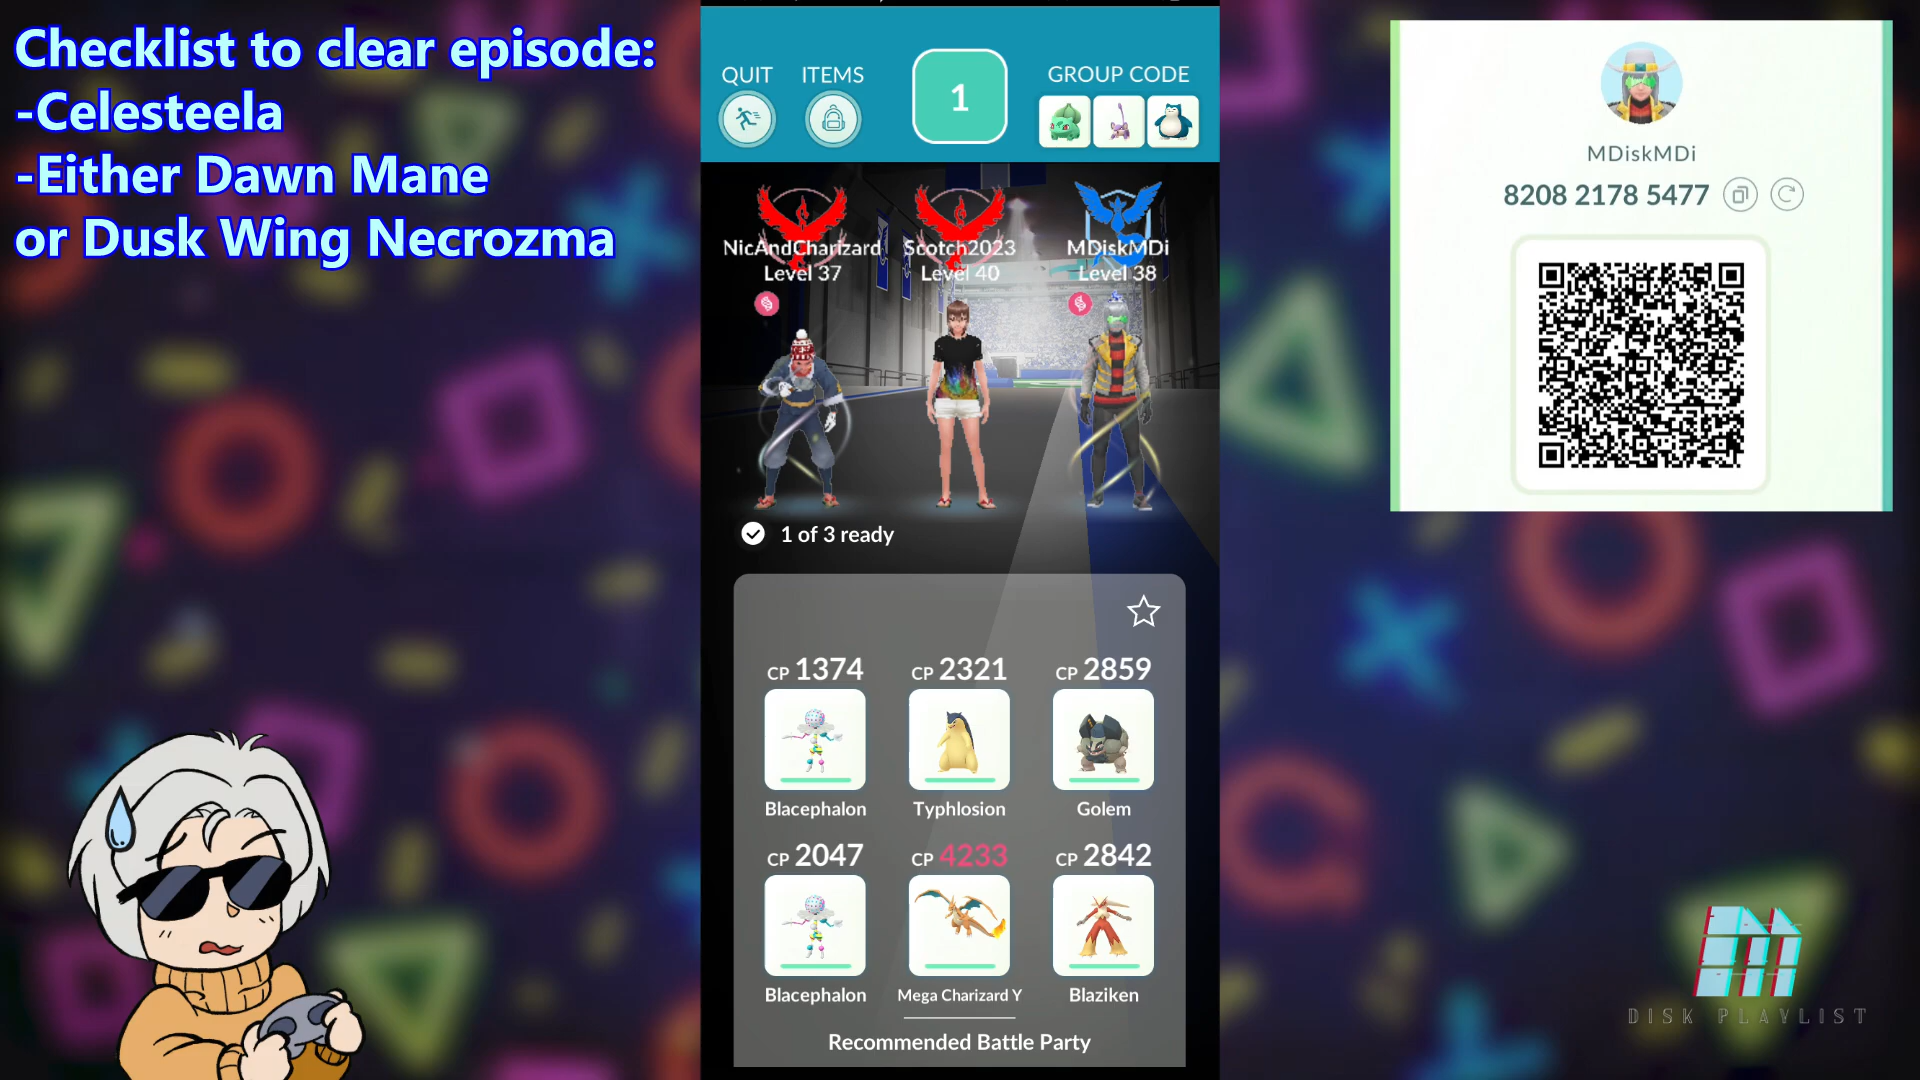 Checklist to clear episode:
-Celesteela
-Either Dawn Mane
or Dusk Wing Necrozma
QUIT
ITEMS
1
GROUP CODE
NicAndCharizard
Level 37
Scotch2023
Level 40
MDiskMDi
Level 38
1 of 3 ready
CP 1374
CP 2321
CP 2859
Blacephalon
Typhlosion
Golem
CP 2047
CP 4233
CP 2842
Blacephalon
Mega Charizard Y
Blaziken
Recommended Battle Party
MDiskMDi
8208 2178 5477
DISK PLAYLIST